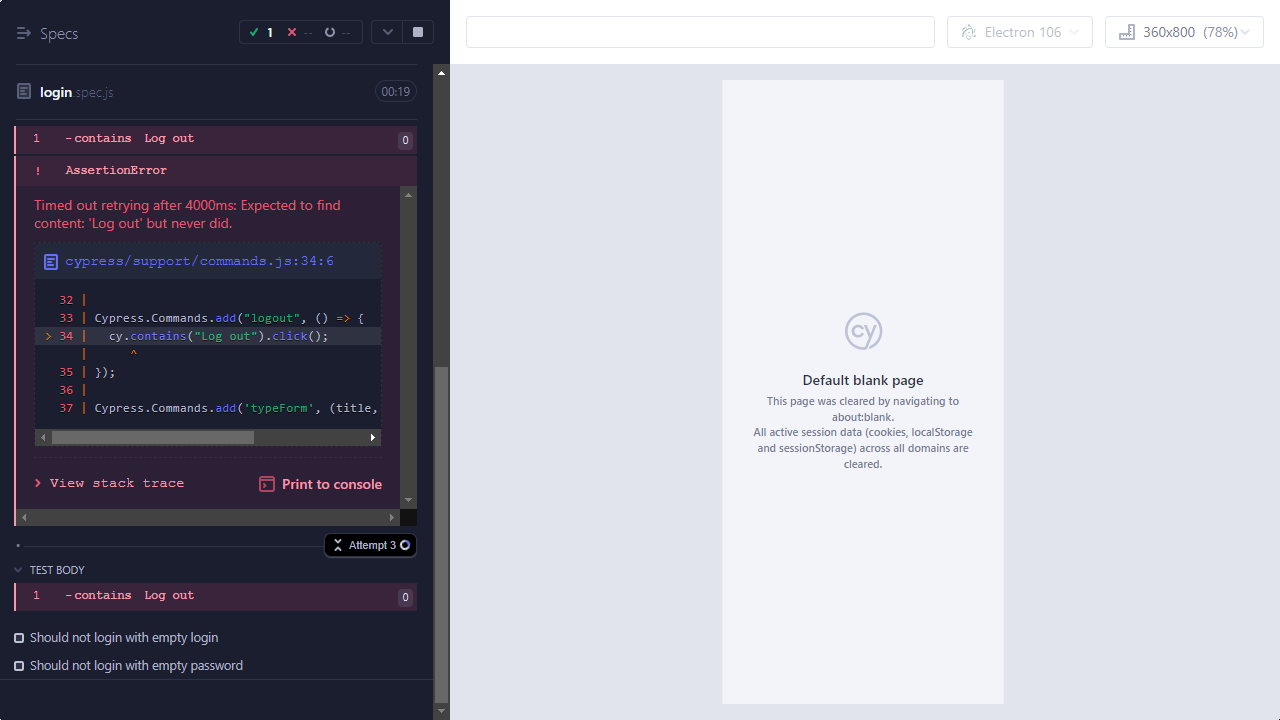 Specs
1
--
--
Electron 106
360x800 (78%)
login.spec.js
00:19
1 -contains Log out 0
! AssertionError
Timed out retrying after 4000ms: Expected to find
content: 'Log out' but never did.
cypress/support/commands.js:34:6
32 |
33 | Cypress.Commands.add("logout", () => {
> 34 | cy.contains("Log out").click();
| ^
35 | });
36 |
37 | Cypress.Commands.add('typeForm', (title,
> View stack trace
Print to console
Attempt 3
TEST BODY
1 -contains Log out 0
Should not login with empty login
Should not login with empty password
cy
Default blank page
This page was cleared by navigating to
about:blank.
All active session data (cookies, localStorage
and sessionStorage) across all domains are
cleared.